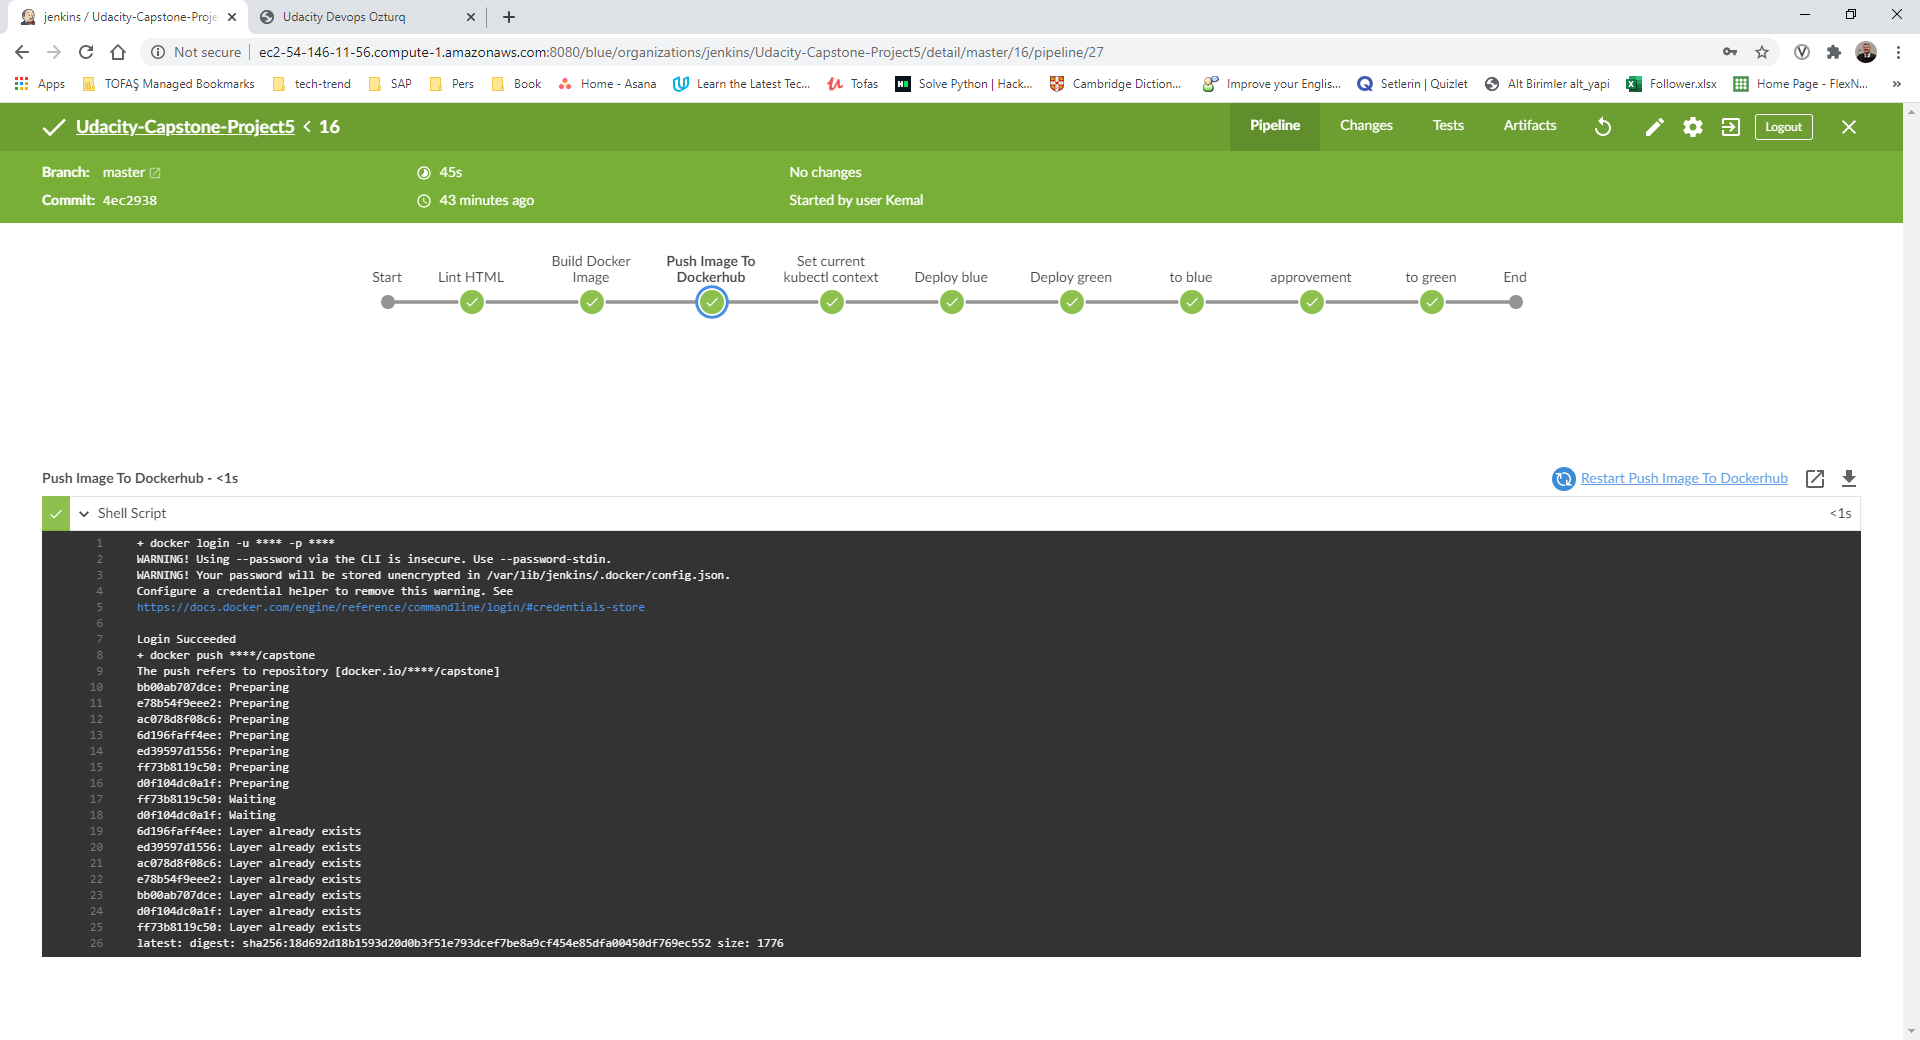 jenkins / Udacity-Capstone-Proje
Udacity Devops Ozturq
Not secure
ec2-54-146-11-56.compute-1.amazonaws.com:8080/blue/organizations/jenkins/Udacity-Capstone-Project5/detail/master/16/pipeline/27
Apps
TOFAŞ Managed Bookmarks
tech-trend
SAP
Pers
Book
Home - Asana
Learn the Latest Tec...
Tofas
Solve Python | Hack...
Cambridge Diction...
Improve your Englis...
Setlerin | Quizlet
Alt Birimler alt_yapi
Follower.xlsx
Home Page - FlexN...
»
Udacity-Capstone-Project5 < 16
Pipeline
Changes
Tests
Artifacts
Logout
Branch: master
45s
No changes
Commit: 4ec2938
43 minutes ago
Started by user Kemal
Start
Lint HTML
Build Docker
Image
Push Image To
Dockerhub
Set current
kubectl context
Deploy blue
Deploy green
to blue
approvement
to green
End
Push Image To Dockerhub - <1s
Restart Push Image To Dockerhub
Shell Script
<1s
1 + docker login -u **** -p ****
2 WARNING! Using --password via the CLI is insecure. Use --password-stdin.
3 WARNING! Your password will be stored unencrypted in /var/lib/jenkins/.docker/config.json.
4 Configure a credential helper to remove this warning. See
5 https://docs.docker.com/engine/reference/commandline/login/#credentials-store
6
7 Login Succeeded
8 + docker push ****/capstone
9 The push refers to repository [docker.io/****/capstone]
10 bb00ab707dce: Preparing
11 e78b54f9eee2: Preparing
12 ac078d8f08c6: Preparing
13 6d196faff4ee: Preparing
14 ed39597d1556: Preparing
15 ff73b8119c50: Preparing
16 d0f104dc0a1f: Preparing
17 ff73b8119c50: Waiting
18 d0f104dc0a1f: Waiting
19 6d196faff4ee: Layer already exists
20 ed39597d1556: Layer already exists
21 ac078d8f08c6: Layer already exists
22 e78b54f9eee2: Layer already exists
23 bb00ab707dce: Layer already exists
24 d0f104dc0a1f: Layer already exists
25 ff73b8119c50: Layer already exists
26 latest: digest: sha256:18d692d18b1593d20d0b3f51e793dcef7be8a9cf454e85dfa00450df769ec552 size: 1776